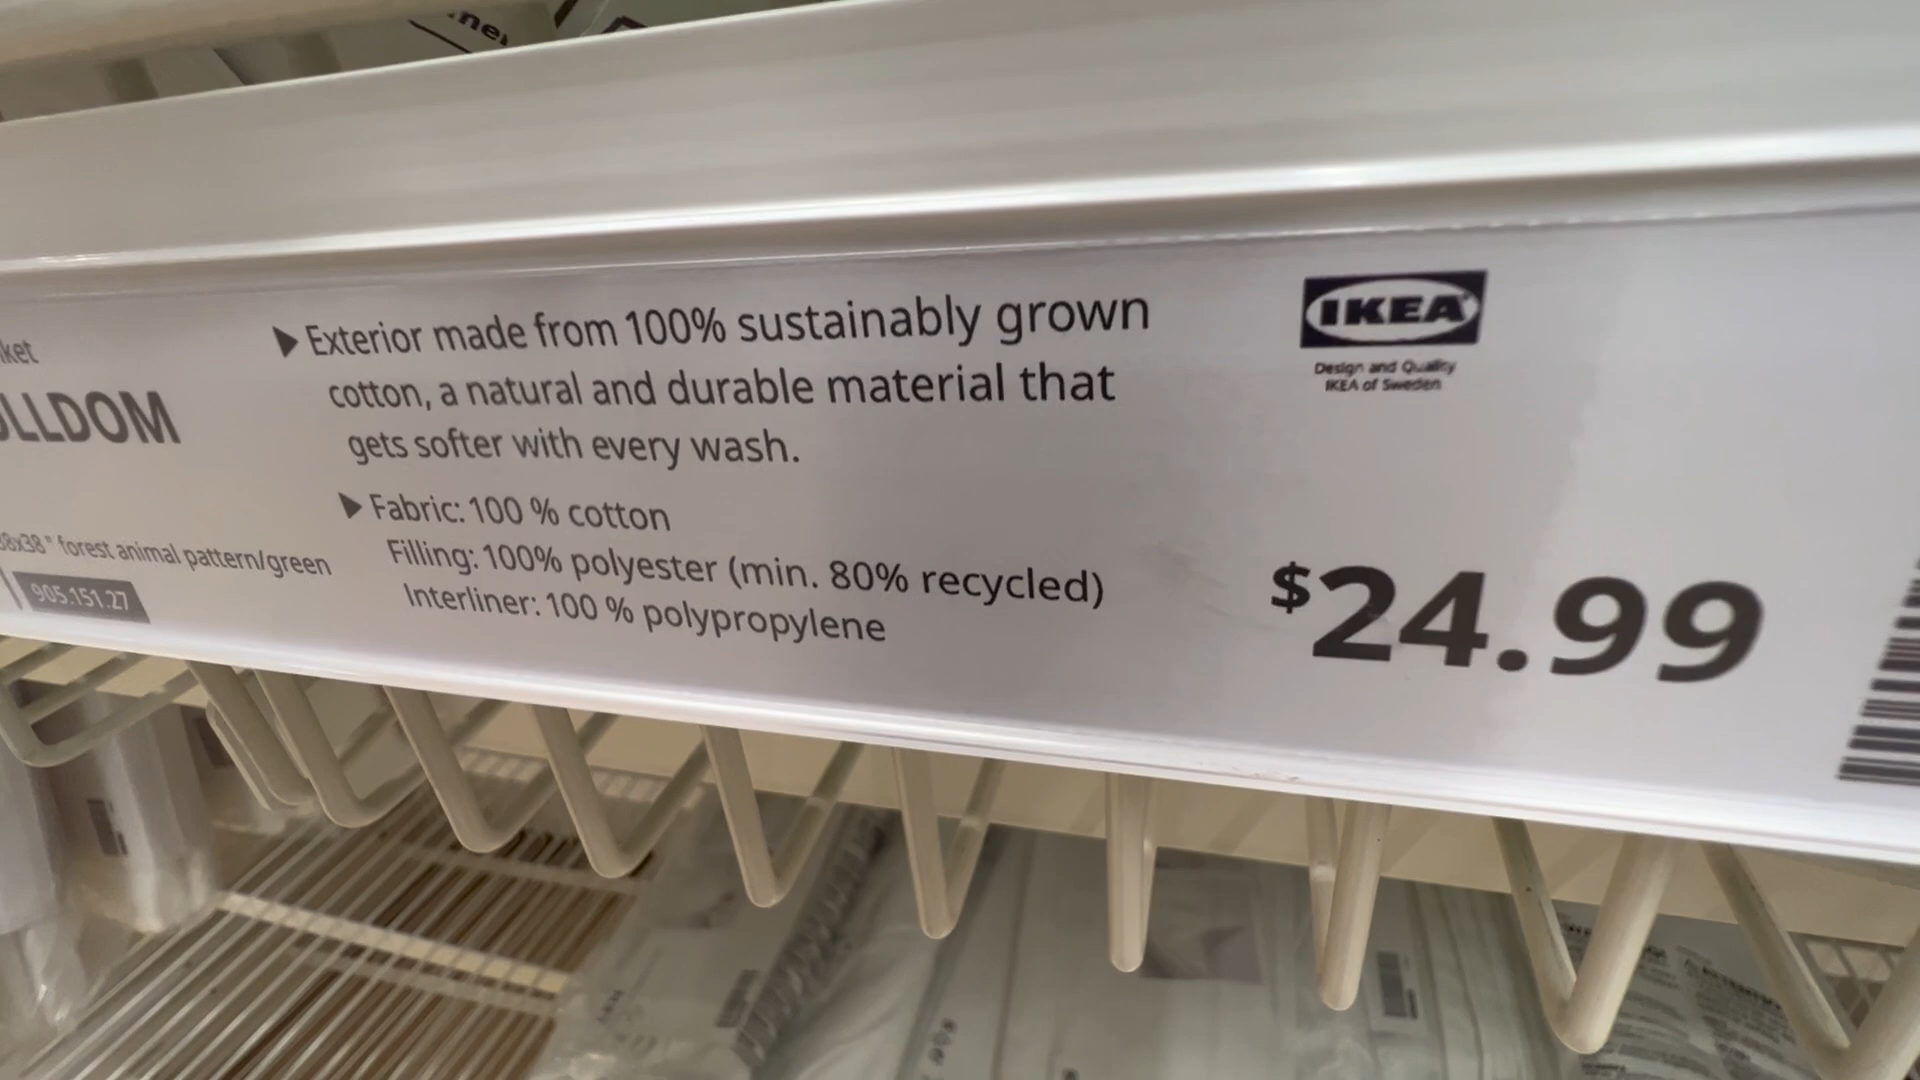 Exterior made from 100% sustainably grown
cotton, a natural and durable material that
gets softer with every wash.
Fabric: 100 % cotton
Filling: 100% polyester (min. 80% recycled)
Interliner: 100 % polypropylene
ket
LLDOM
38x38" forest animal pattern/green
905.151.27
IKEA
Design and Quality
IKEA of Sweden
$24.99